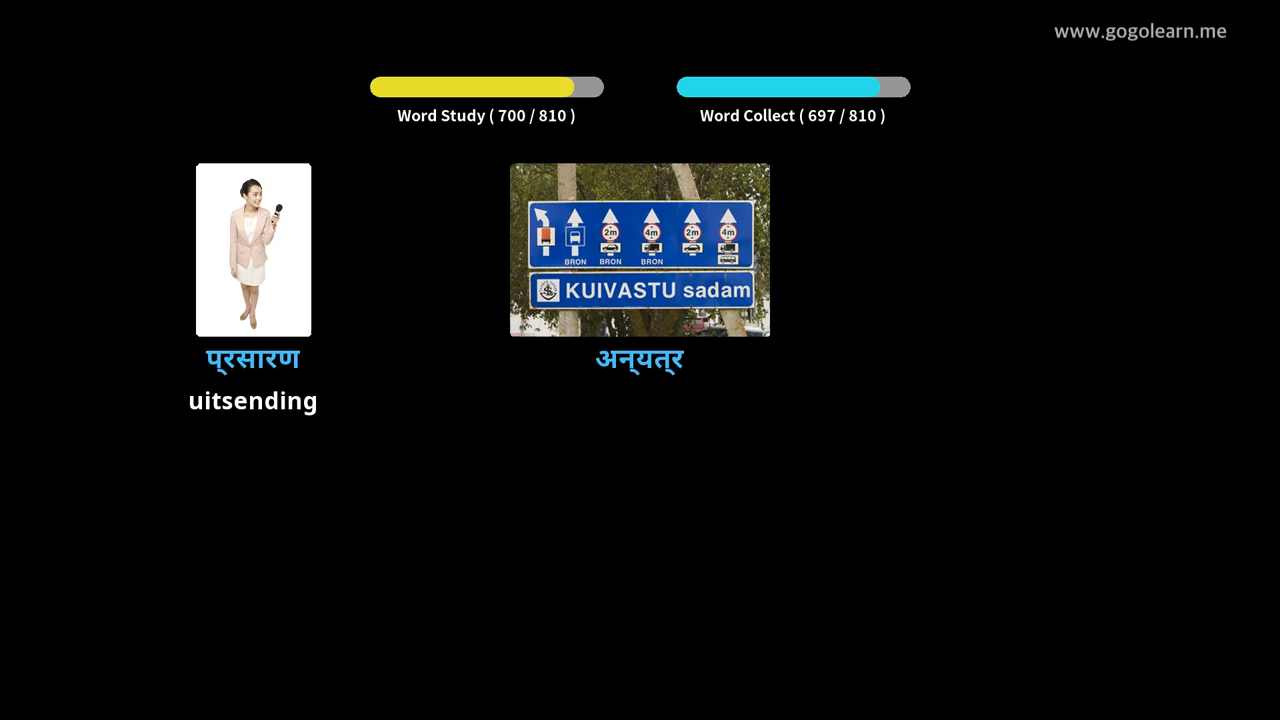 www.gogolearn.me
Word Study ( 700 / 810 )
Word Collect ( 697 / 810 )
2m 4m 2m 4m
BRON BRON BRON
KUIVASTU sadam
प्रसारण
अन्यत्र
uitsending